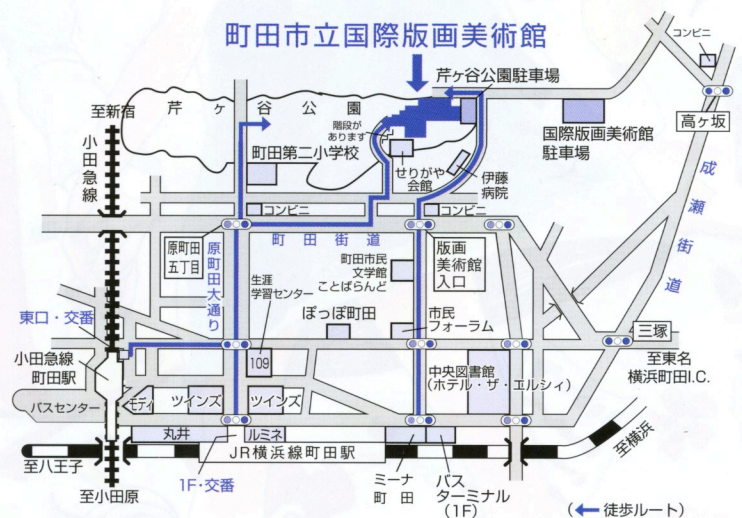 町田市立国際版画美術館
コンビニ
芹ヶ谷公園駐車場
至新宿
芹ヶ谷公園
階段が
あります
高ヶ坂
小田急線
町田第二小学校
せりがや
会館
伊藤
病院
国際版画美術館
駐車場
成瀬街道
コンビニ
コンビニ
町田街道
原町田
五丁目
原町田大通り
版画
美術館
入口
町田市民
文学館
ことばらんど
生涯
学習センター
東口・交番
ぽっぽ町田
市民
フォーラム
三塚
小田急線
町田駅
109
中央図書館
(ホテル・ザ・エルシィ)
至東名
横浜町田I.C.
バスセンター
モディ
ツインズ
ツインズ
丸井
ルミネ
JR横浜線町田駅
至横浜
至八王子
1F・交番
ミーナ
町田
バス
ターミナル
(1F)
至小田原
(← 徒歩ルート)